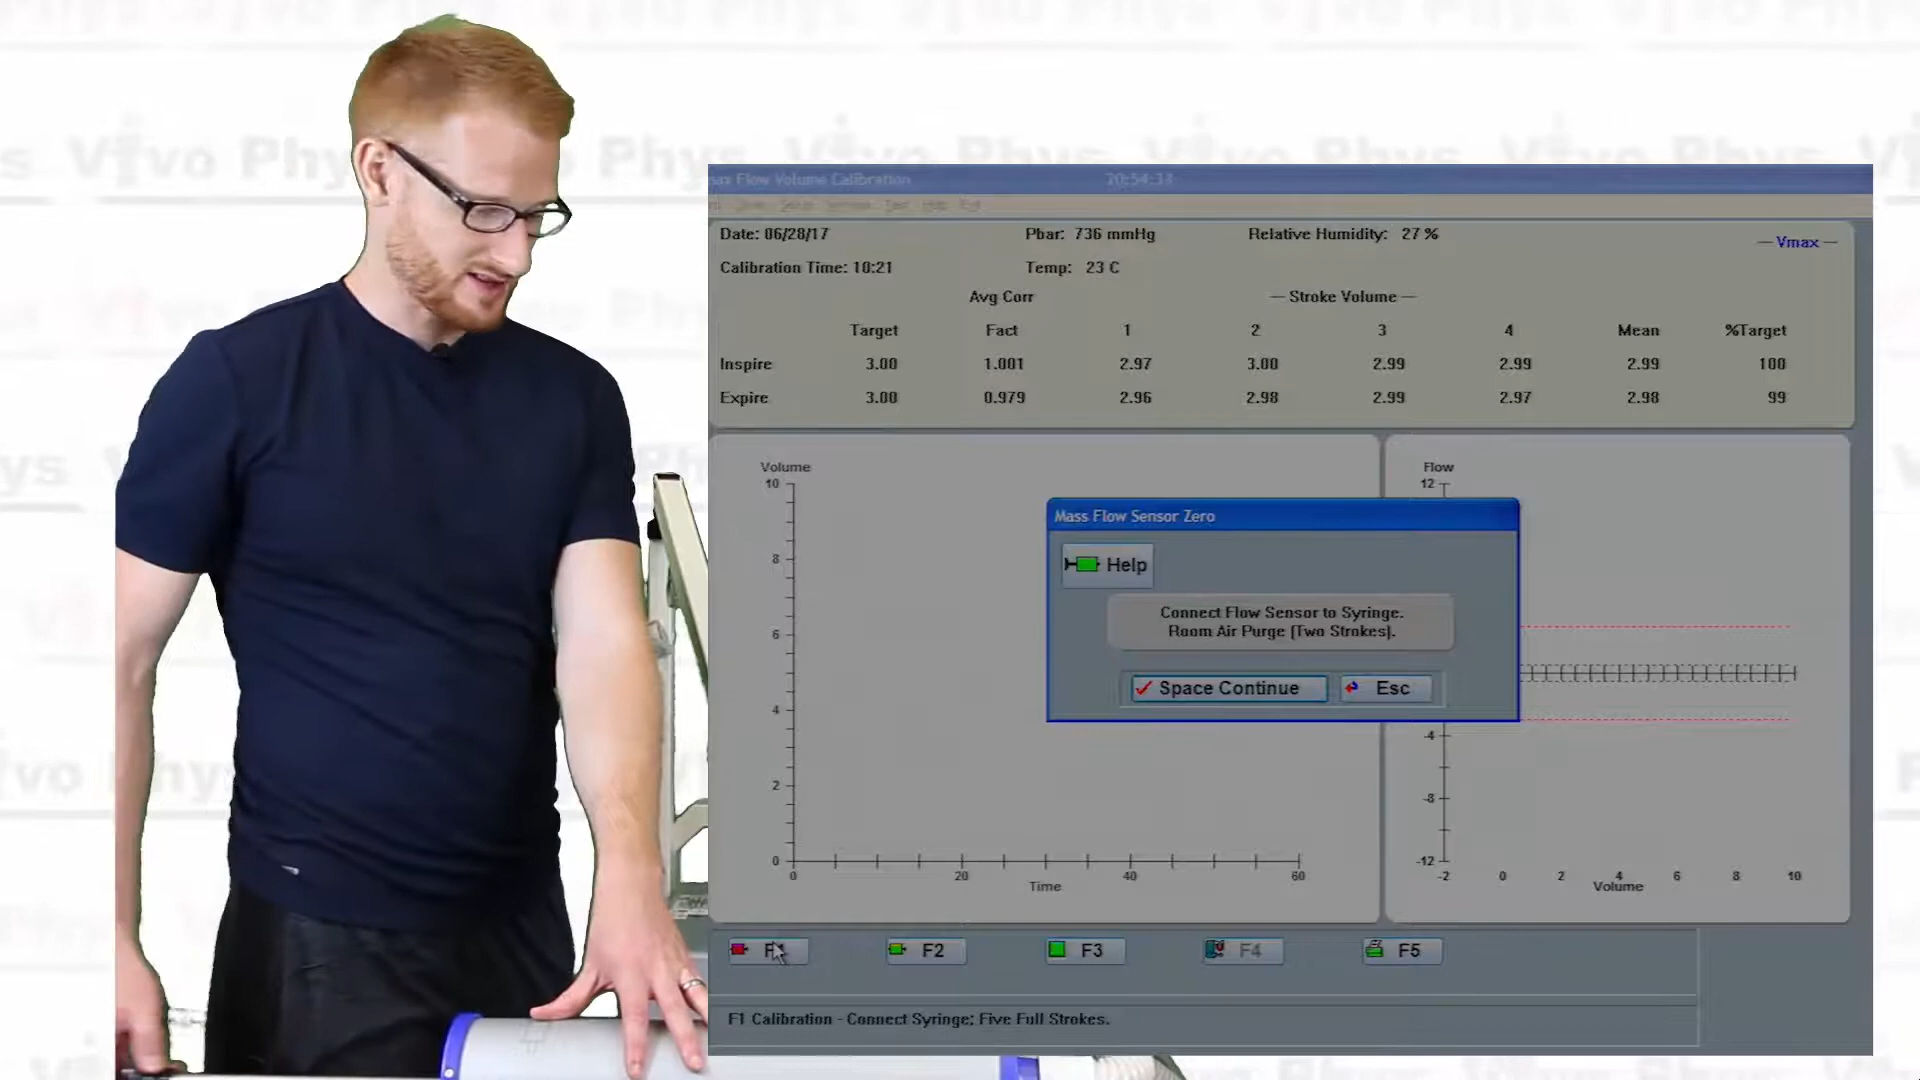 Vivo Phys
Flow Volume Calibration
Date: 06/28/17 Pbar: 736 mmHg Relative Humidity: 27 %
— Vmax —
Calibration Time: 10:21 Temp: 23 C
Avg Corr — Stroke Volume —
Target Fact 1 2 3 4 Mean %Target
Inspire 3.00 1.001 2.97 3.00 2.99 2.99 2.99 100
Expire 3.00 0.979 2.96 2.98 2.99 2.97 2.98 99
Volume
10
8
6
4
2
0
0 20 40 60
Time
Flow
12
-4
-8
-12
-2 0 2 4 6 8 10
Volume
Mass Flow Sensor Zero
Help
Connect Flow Sensor to Syringe.
Room Air Purge (Two Strokes).
Space Continue Esc
F1 F2 F3 F4 F5
F1 Calibration - Connect Syringe; Five Full Strokes.